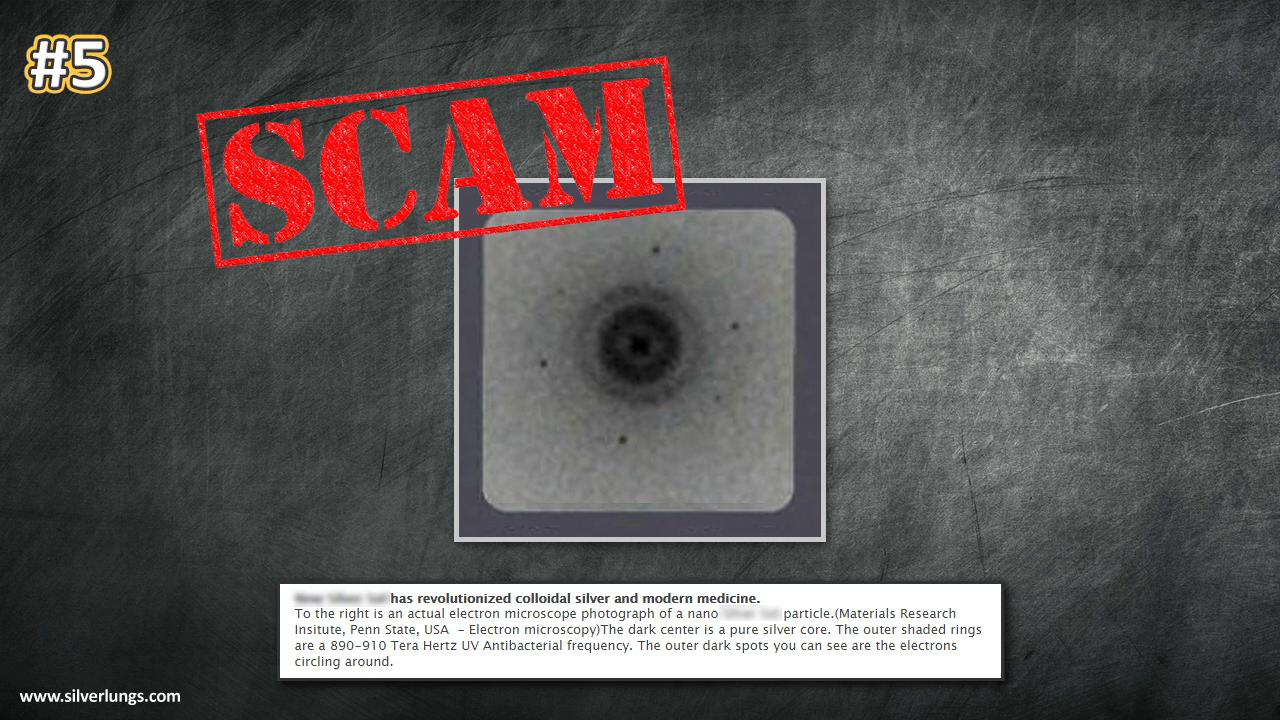 #5
SCAM
has revolutionized colloidal silver and modern medicine.
To the right is an actual electron microscope photograph of a nano particle.(Materials Research
Insitute, Penn State, USA – Electron microscopy)The dark center is a pure silver core. The outer shaded rings
are a 890-910 Tera Hertz UV Antibacterial frequency. The outer dark spots you can see are the electrons
circling around.
www.silverlungs.com